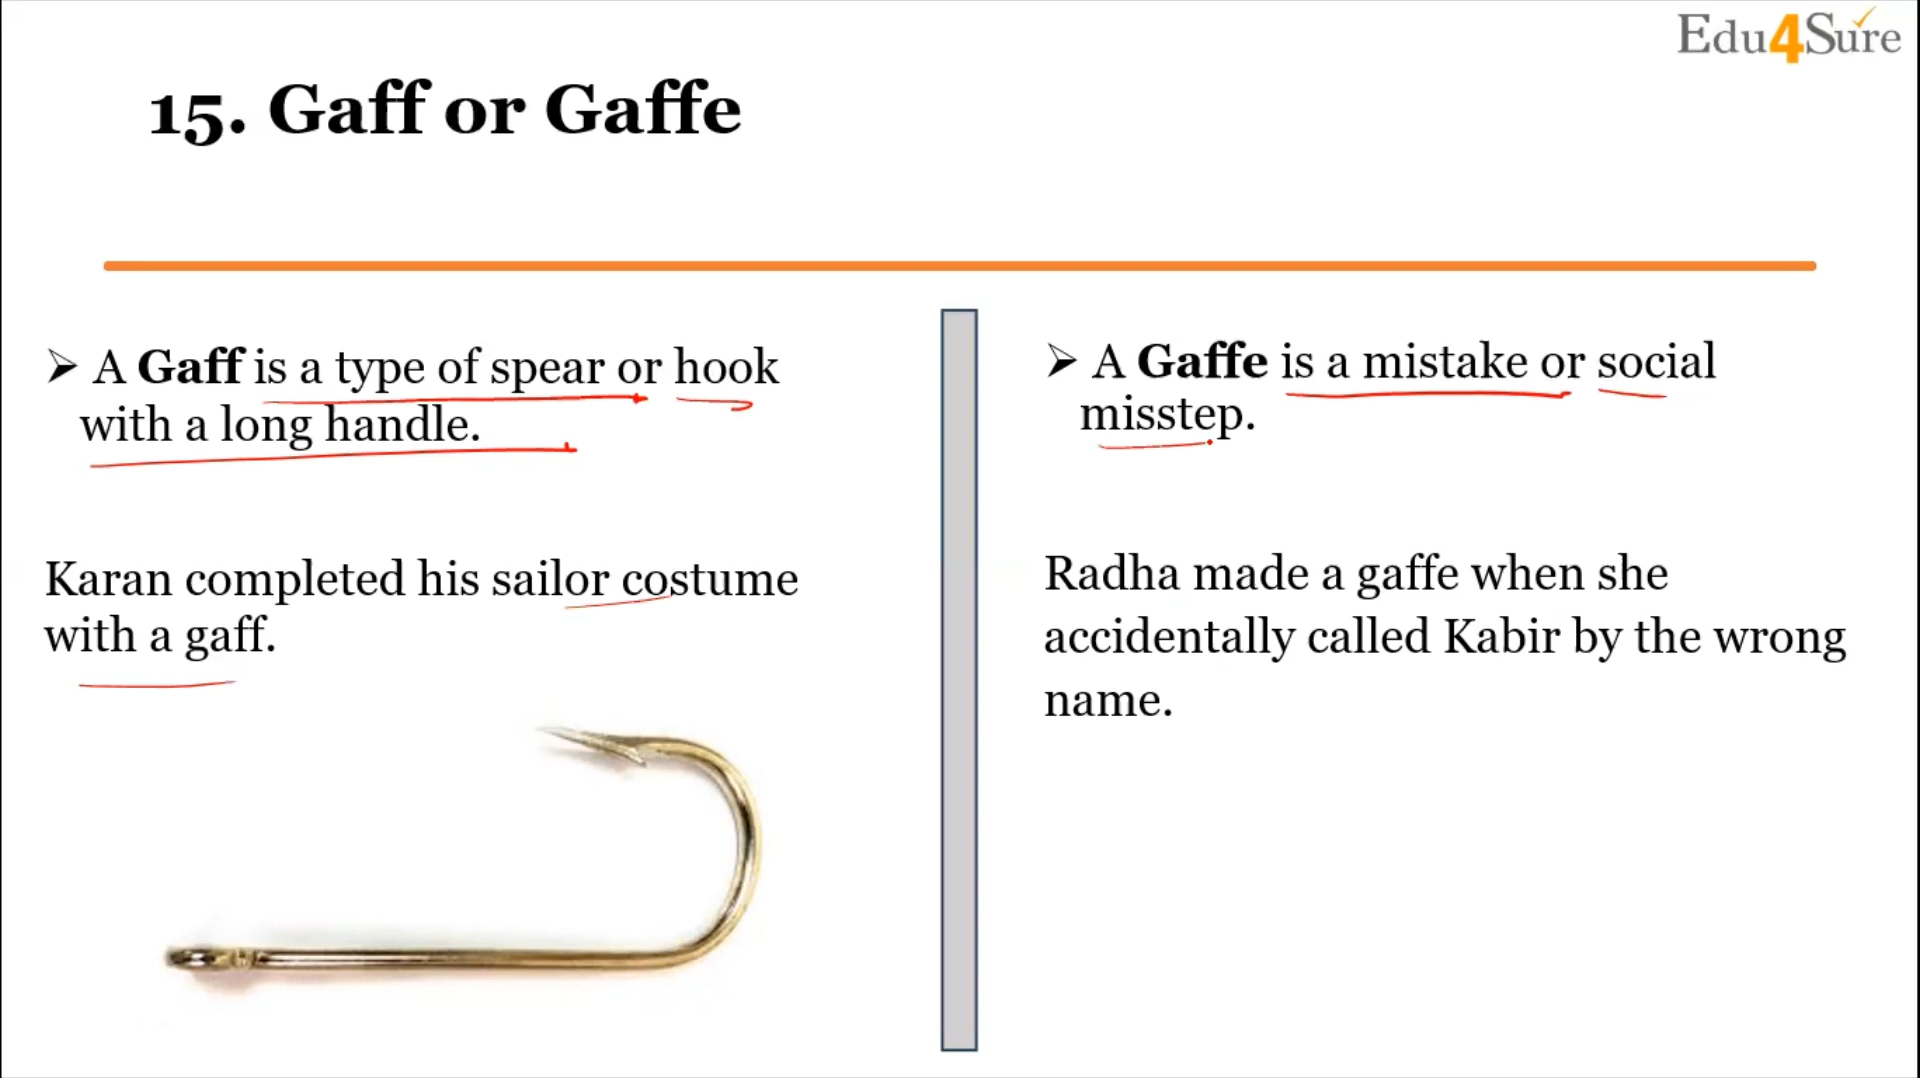 Edu4Sure
15. Gaff or Gaffe
➢ A Gaff is a type of spear or hook
with a long handle.
Karan completed his sailor costume
with a gaff.
➢ A Gaffe is a mistake or social
misstep.
Radha made a gaffe when she
accidentally called Kabir by the wrong
name.